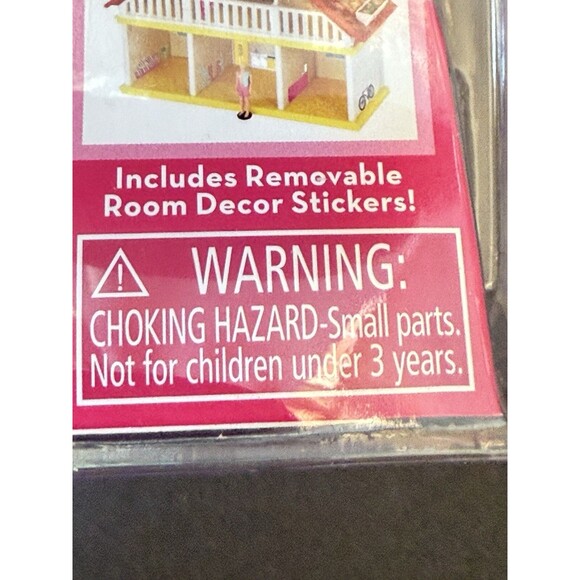 Includes Removable
Room Decor Stickers!
WARNING:
CHOKING HAZARD-Small parts.
Not for children under 3 years.